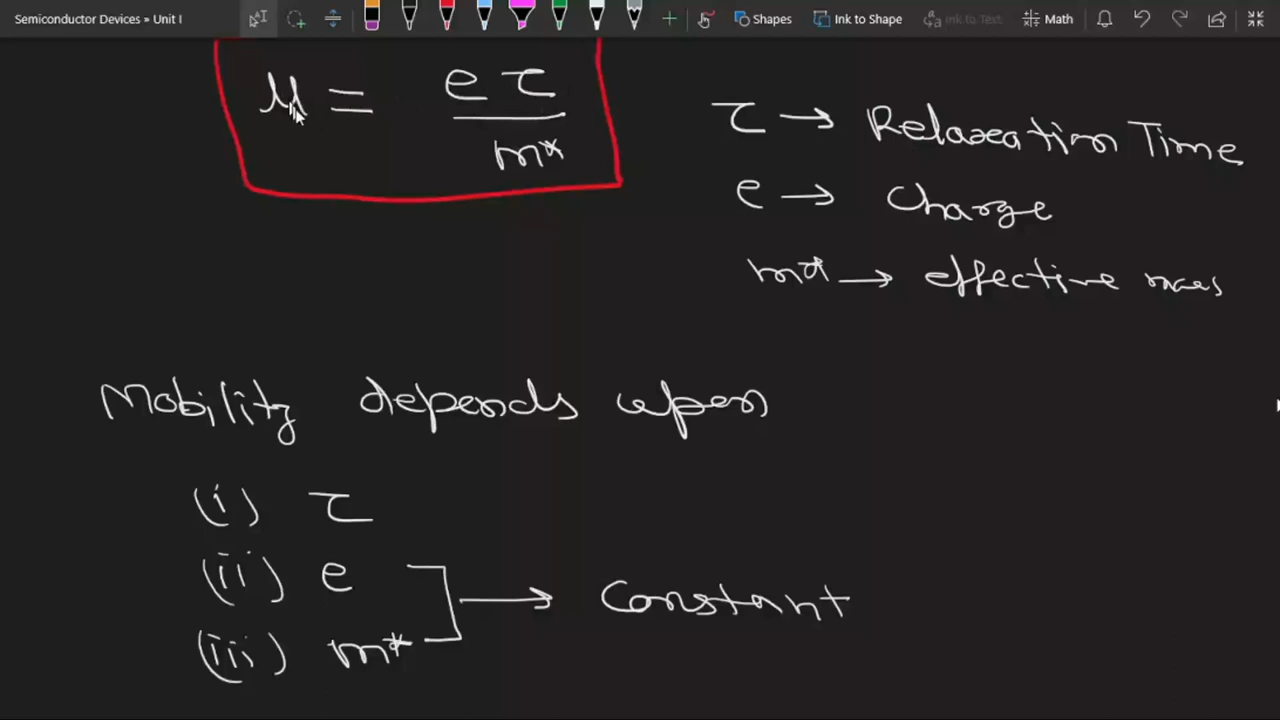 Semiconductor Devices » Unit I
Shapes
Ink to Shape
Ink to Text
Math
μ = eτ / m*
τ → Relaxation Time
e → Charge
m* → effective mass
Mobility depends upon
(i) τ
(ii) e
(iii) m*
→ Constant